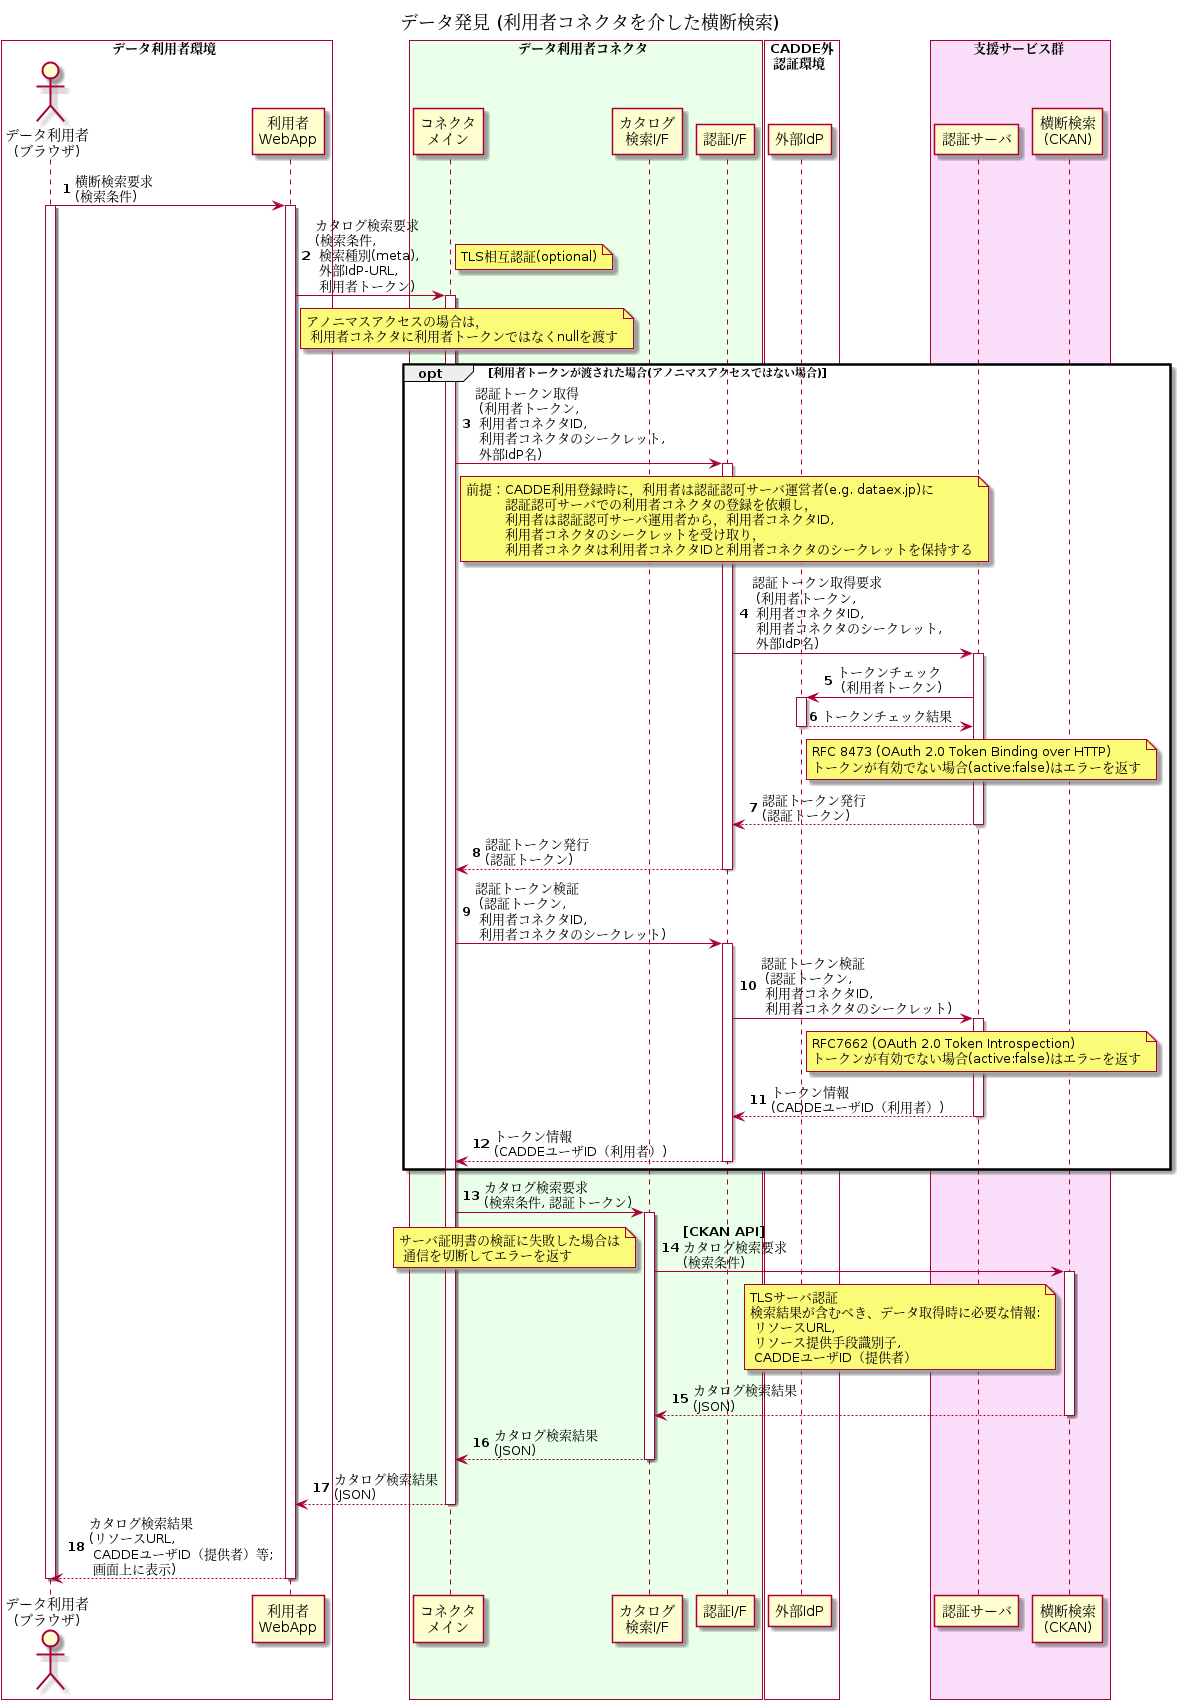 データ発見 (利用者コネクタを介した横断検索)
データ利用者環境
データ利用者コネクタ
CADDE外
認証環境
支援サービス群
データ利用者
(ブラウザ)
利用者
WebApp
コネクタ
メイン
カタログ
検索I/F
認証I/F
外部IdP
認証サーバ
横断検索
(CKAN)
1 横断検索要求
(検索条件)
2 カタログ検索要求
(検索条件,
検索種別(meta),
外部IdP-URL,
利用者トークン)
TLS相互認証(optional)
アノニマスアクセスの場合は,
利用者コネクタに利用者トークンではなくnullを渡す
opt [利用者トークンが渡された場合(アノニマスアクセスではない場合)]
3 認証トークン取得
(利用者トークン,
利用者コネクタID,
利用者コネクタのシークレット,
外部IdP名)
前提：CADDE利用登録時に，利用者は認証認可サーバ運営者(e.g. dataex.jp)に
認証認可サーバでの利用者コネクタの登録を依頼し，
利用者は認証認可サーバ運用者から，利用者コネクタID,
利用者コネクタのシークレットを受け取り，
利用者コネクタは利用者コネクタIDと利用者コネクタのシークレットを保持する
4 認証トークン取得要求
(利用者トークン,
利用者コネクタID,
利用者コネクタのシークレット,
外部IdP名)
5 トークンチェック
(利用者トークン)
6 トークンチェック結果
RFC 8473 (OAuth 2.0 Token Binding over HTTP)
トークンが有効でない場合(active:false)はエラーを返す
7 認証トークン発行
(認証トークン)
8 認証トークン発行
(認証トークン)
9 認証トークン検証
(認証トークン,
利用者コネクタID,
利用者コネクタのシークレット)
10 認証トークン検証
(認証トークン,
利用者コネクタID,
利用者コネクタのシークレット)
RFC7662 (OAuth 2.0 Token Introspection)
トークンが有効でない場合(active:false)はエラーを返す
11 トークン情報
(CADDEユーザID（利用者）)
12 トークン情報
(CADDEユーザID（利用者）)
13 カタログ検索要求
(検索条件, 認証トークン)
サーバ証明書の検証に失敗した場合は
通信を切断してエラーを返す
[CKAN API]
14 カタログ検索要求
(検索条件)
TLSサーバ認証
検索結果が含むべき、データ取得時に必要な情報:
リソースURL,
リソース提供手段識別子,
CADDEユーザID（提供者）
15 カタログ検索結果
(JSON)
16 カタログ検索結果
(JSON)
17 カタログ検索結果
(JSON)
18 カタログ検索結果
(リソースURL,
CADDEユーザID（提供者）等;
画面上に表示)
データ利用者
(ブラウザ)
利用者
WebApp
コネクタ
メイン
カタログ
検索I/F
認証I/F
外部IdP
認証サーバ
横断検索
(CKAN)